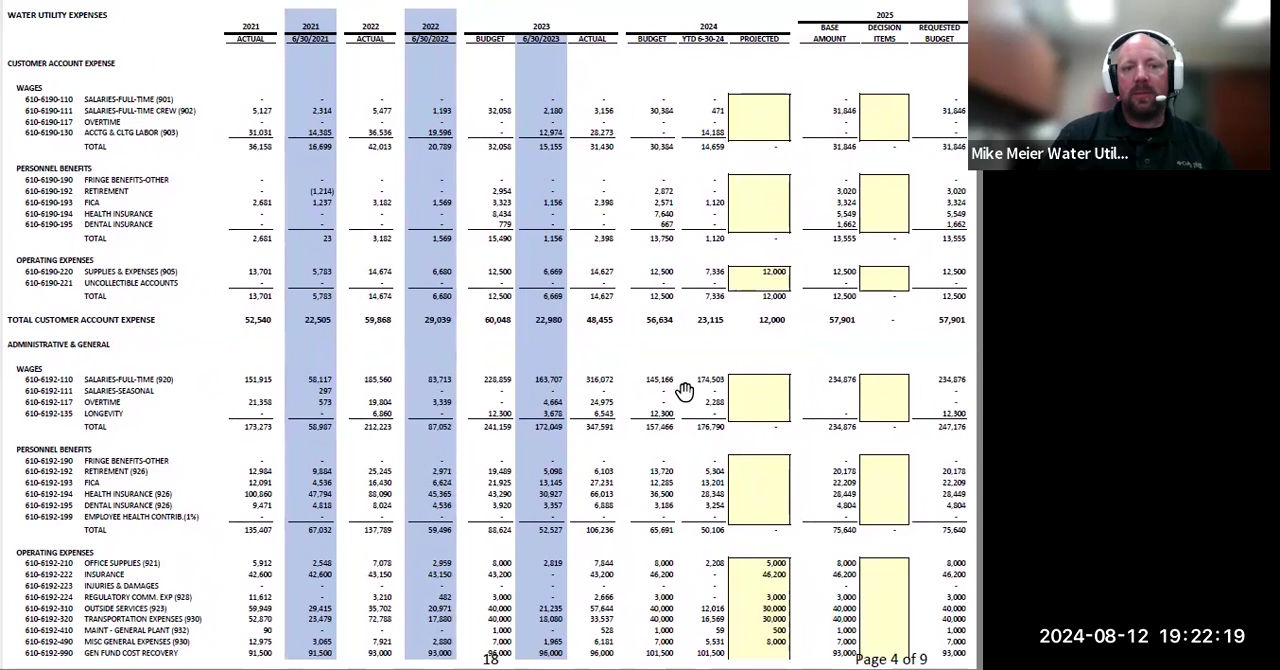 WATER UTILITY EXPENSES
2025
2021 2021 2022 2022 2023 2024 BASE DECISION REQUESTED
ACTUAL 6/30/2021 ACTUAL 6/30/2022 BUDGET 6/30/2023 ACTUAL BUDGET YTD 6-30-24 PROJECTED AMOUNT ITEMS BUDGET
CUSTOMER ACCOUNT EXPENSE
WAGES
610-6190-110 SALARIES-FULL-TIME (901) - - - - - - - - - - - -
610-6190-111 SALARIES-FULL-TIME CREW (902) 5,127 2,314 5,477 1,193 32,058 2,180 3,156 30,384 471 31,846 31,846
610-6190-117 OVERTIME - - - - - - - - - - -
610-6190-130 ACCTG & CLTG LABOR (903) 31,031 14,385 36,536 19,596 - 12,974 28,273 - 14,188 - -
TOTAL 36,158 16,699 42,013 20,789 32,058 15,155 31,430 30,384 14,659 - 31,846 31,846
PERSONNEL BENEFITS
610-6190-190 FRINGE BENEFITS-OTHER - - - - - - - - - - -
610-6190-192 RETIREMENT - (1,214) - - 2,954 - - 2,872 - 3,020 3,020
610-6190-193 FICA 2,681 1,237 3,182 1,569 3,323 1,156 2,398 2,571 1,120 3,324 3,324
610-6190-194 HEALTH INSURANCE - - - - 8,434 - - 7,640 - 5,549 5,549
610-6190-195 DENTAL INSURANCE - - - - 779 - - 667 - 1,662 1,662
TOTAL 2,681 23 3,182 1,569 15,490 1,156 2,398 13,750 1,120 - 13,555 13,555
OPERATING EXPENSES
610-6190-220 SUPPLIES & EXPENSES (905) 13,701 5,783 14,674 6,680 12,500 6,669 14,627 12,500 7,336 12,000 12,500 12,500
610-6190-221 UNCOLLECTIBLE ACCOUNTS - - - - - - - - - - -
TOTAL 13,701 5,783 14,674 6,680 12,500 6,669 14,627 12,500 7,336 12,000 12,500 - 12,500
TOTAL CUSTOMER ACCOUNT EXPENSE 52,540 22,505 59,868 29,039 60,048 22,980 48,455 56,634 23,115 12,000 57,901 - 57,901
ADMINISTRATIVE & GENERAL
WAGES
610-6192-110 SALARIES-FULL-TIME (920) 151,915 58,117 185,560 83,713 228,859 163,707 316,072 145,166 174,503 234,876 234,876
610-6192-111 SALARIES-SEASONAL - 297 - - - - - - - -
610-6192-117 OVERTIME 21,358 573 19,804 3,339 - 4,664 24,975 - 2,288 -
610-6192-135 LONGEVITY - - 6,860 - 12,300 3,678 6,543 12,300 - - 12,300
TOTAL 173,273 58,987 212,223 87,052 241,159 172,049 347,591 157,466 176,790 - 234,876 - 247,176
PERSONNEL BENEFITS
610-6192-190 FRINGE BENEFITS-OTHER - - - - - - - - - - -
610-6192-192 RETIREMENT (926) 12,984 9,884 25,245 2,971 19,489 5,098 6,103 13,720 5,304 20,178 20,178
610-6192-193 FICA 12,091 4,536 16,430 6,624 21,925 13,145 27,231 12,285 13,201 22,209 22,209
610-6192-194 HEALTH INSURANCE (926) 100,860 47,794 88,090 45,365 43,290 30,927 66,013 36,500 28,348 28,449 28,449
610-6192-195 DENTAL INSURANCE (926) 9,471 4,818 8,024 4,536 3,920 3,357 6,888 3,186 3,254 4,804 4,804
610-6192-199 EMPLOYEE HEALTH CONTRIB.(1%) - - - - - - - - - - -
TOTAL 135,407 67,032 137,789 59,496 88,624 52,527 106,236 65,691 50,106 - 75,640 - 75,640
OPERATING EXPENSES
610-6192-210 OFFICE SUPPLIES (921) 5,912 2,548 7,078 2,959 8,000 2,819 7,844 8,000 2,208 5,000 8,000 8,000
610-6192-222 INSURANCE 42,600 42,600 43,150 43,150 43,200 - 43,200 46,200 - 46,200 46,200 46,200
610-6192-223 INJURIES & DAMAGES - - - - - - - - - - -
610-6192-224 REGULATORY COMM. EXP (928) 11,612 - 3,210 482 3,000 - 2,666 3,000 - 3,000 3,000 3,000
610-6192-310 OUTSIDE SERVICES (923) 59,949 29,415 35,702 20,971 40,000 21,235 57,644 40,000 12,016 30,000 40,000 40,000
610-6192-320 TRANSPORTATION EXPENSES (930) 52,870 23,479 72,788 17,880 40,000 18,080 33,537 40,000 16,569 30,000 40,000 40,000
610-6192-410 MAINT - GENERAL PLANT (932) 90 - - - 1,000 - 528 1,000 59 500 1,000 1,000
610-6192-490 MISC GENERAL EXPENSES (930) 12,975 3,065 7,921 2,880 7,000 1,965 6,181 7,000 5,531 8,000 7,000 7,000
610-6192-990 GEN FUND COST RECOVERY 91,500 91,500 93,000 93,000 96,000 96,000 96,000 101,500 101,500 93,000 93,000
18 Page 4 of 9
Mike Meier Water Util...
2024-08-12 19:22:19